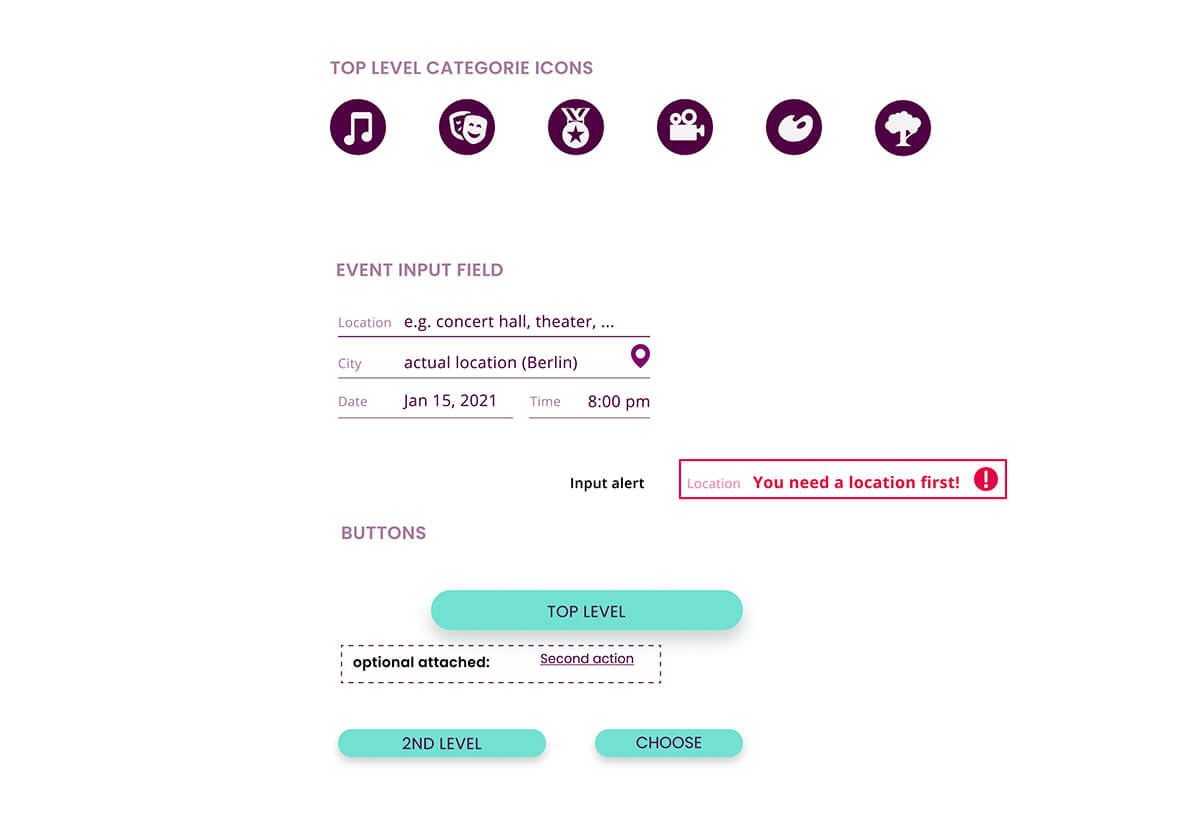 TOP LEVEL CATEGORIE ICONS
EVENT INPUT FIELD
Location e.g. concert hall, theater, ...
City actual location (Berlin)
Date Jan 15, 2021 Time 8:00 pm
Input alert Location You need a location first!
BUTTONS
TOP LEVEL
optional attached: Second action
2ND LEVEL CHOOSE